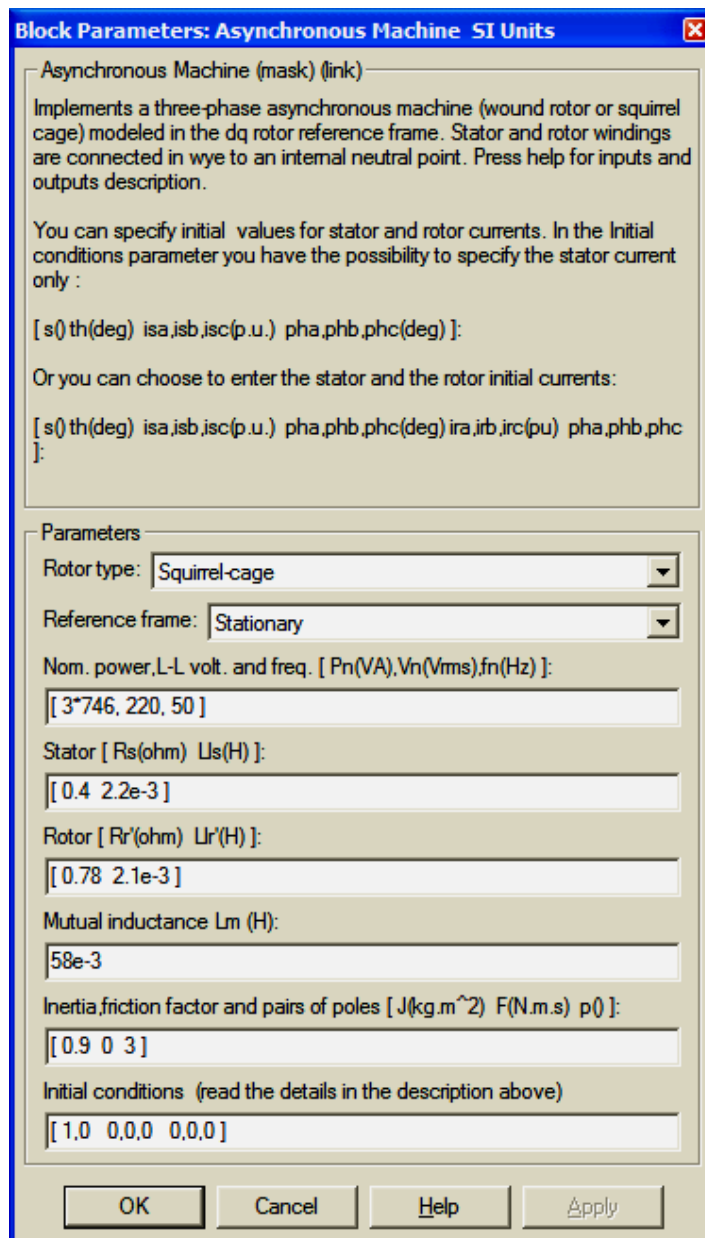 Block Parameters: Asynchronous Machine SI Units
Asynchronous Machine (mask) (link)
Implements a three-phase asynchronous machine (wound rotor or squirrel
cage) modeled in the dq rotor reference frame. Stator and rotor windings
are connected in wye to an internal neutral point. Press help for inputs and
outputs description.
You can specify initial values for stator and rotor currents. In the Initial
conditions parameter you have the possibility to specify the stator current
only :
[ s() th(deg) isa,isb,isc(p.u.) pha,phb,phc(deg) ]:
Or you can choose to enter the stator and the rotor initial currents:
[ s() th(deg) isa,isb,isc(p.u.) pha,phb,phc(deg) ira,irb,irc(pu) pha,phb,phc
]:
Parameters
Rotor type: Squirrel-cage
Reference frame: Stationary
Nom. power,L-L volt. and freq. [ Pn(VA),Vn(Vrms),fn(Hz) ]:
[ 3*746, 220, 50 ]
Stator [ Rs(ohm) Lls(H) ]:
[ 0.4 2.2e-3 ]
Rotor [ Rr'(ohm) Llr'(H) ]:
[ 0.78 2.1e-3 ]
Mutual inductance Lm (H):
58e-3
Inertia,friction factor and pairs of poles [ J(kg.m^2) F(N.m.s) p() ]:
[ 0.9 0 3 ]
Initial conditions (read the details in the description above)
[ 1,0 0,0,0 0,0,0 ]
OK Cancel Help Apply